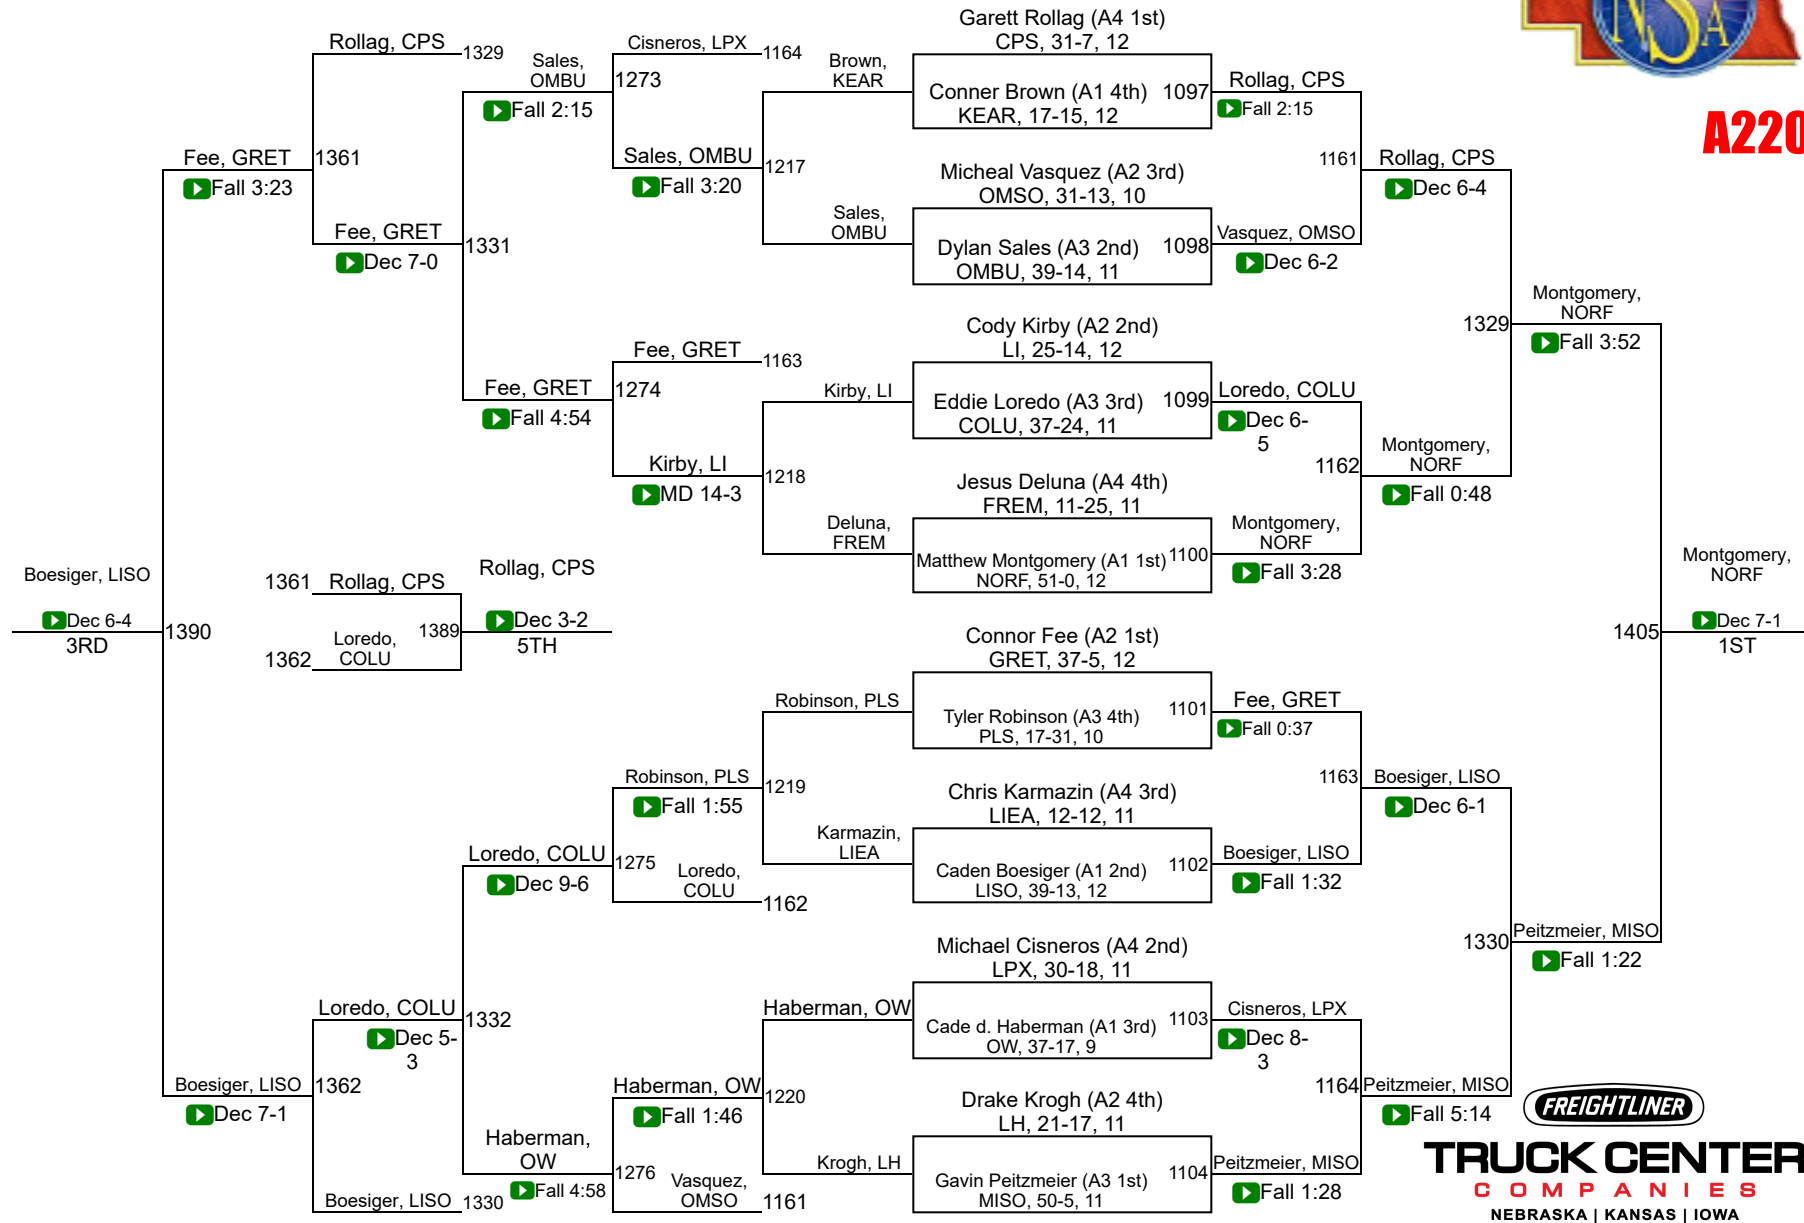 Garett Rollag (A4 1st)
CPS, 31-7, 12
NSA
A220
Rollag, CPS
1329
Sales,
OMBU
Fall 2:15
Cisneros, LPX
1164
1273
Brown,
KEAR
Conner Brown (A1 4th)
KEAR, 17-15, 12
1097
Rollag, CPS
Fall 2:15
Fee, GRET
Fall 3:23
1361
Sales, OMBU
Fall 3:20
1217
Micheal Vasquez (A2 3rd)
OMSO, 31-13, 10
1161
Rollag, CPS
Dec 6-4
Fee, GRET
Dec 7-0
1331
Sales,
OMBU
Dylan Sales (A3 2nd)
OMBU, 39-14, 11
1098
Vasquez, OMSO
Dec 6-2
Montgomery,
NORF
1329
Fall 3:52
Cody Kirby (A2 2nd)
LI, 25-14, 12
Fee, GRET
1163
Fee, GRET
Fall 4:54
1274
Kirby, LI
Eddie Loredo (A3 3rd)
COLU, 37-24, 11
1099
Loredo, COLU
Dec 6-
5
Kirby, LI
MD 14-3
1218
Jesus Deluna (A4 4th)
FREM, 11-25, 11
1162
Montgomery,
NORF
Fall 0:48
Deluna,
FREM
Matthew Montgomery (A1 1st)
NORF, 51-0, 12
1100
Montgomery,
NORF
Fall 3:28
Boesiger, LISO
Dec 6-4
3RD
1390
1361
Rollag, CPS
Loredo,
COLU
1362
1389
Rollag, CPS
Dec 3-2
5TH
Montgomery,
NORF
1405
Dec 7-1
1ST
Connor Fee (A2 1st)
GRET, 37-5, 12
Robinson, PLS
Tyler Robinson (A3 4th)
PLS, 17-31, 10
1101
Fee, GRET
Fall 0:37
Robinson, PLS
Fall 1:55
1219
Chris Karmazin (A4 3rd)
LIEA, 12-12, 11
1163
Boesiger, LISO
Dec 6-1
Loredo, COLU
Dec 9-6
1275
Loredo,
COLU
1162
Karmazin,
LIEA
Caden Boesiger (A1 2nd)
LISO, 39-13, 12
1102
Boesiger, LISO
Fall 1:32
1330
Peitzmeier, MISO
Fall 1:22
Michael Cisneros (A4 2nd)
LPX, 30-18, 11
Loredo, COLU
Dec 5-
3
1332
Haberman, OW
Cade d. Haberman (A1 3rd)
OW, 37-17, 9
1103
Cisneros, LPX
Dec 8-
3
Boesiger, LISO
Dec 7-1
1362
Haberman, OW
Fall 1:46
1220
Drake Krogh (A2 4th)
LH, 21-17, 11
1164
Peitzmeier, MISO
Fall 5:14
Boesiger, LISO
1330
Haberman,
OW
Fall 4:58
1276
Vasquez,
OMSO
1161
Krogh, LH
Gavin Peitzmeier (A3 1st)
MISO, 50-5, 11
1104
Peitzmeier, MISO
Fall 1:28
FREIGHTLINER
TRUCK CENTER
COMPANIES
NEBRASKA | KANSAS | IOWA